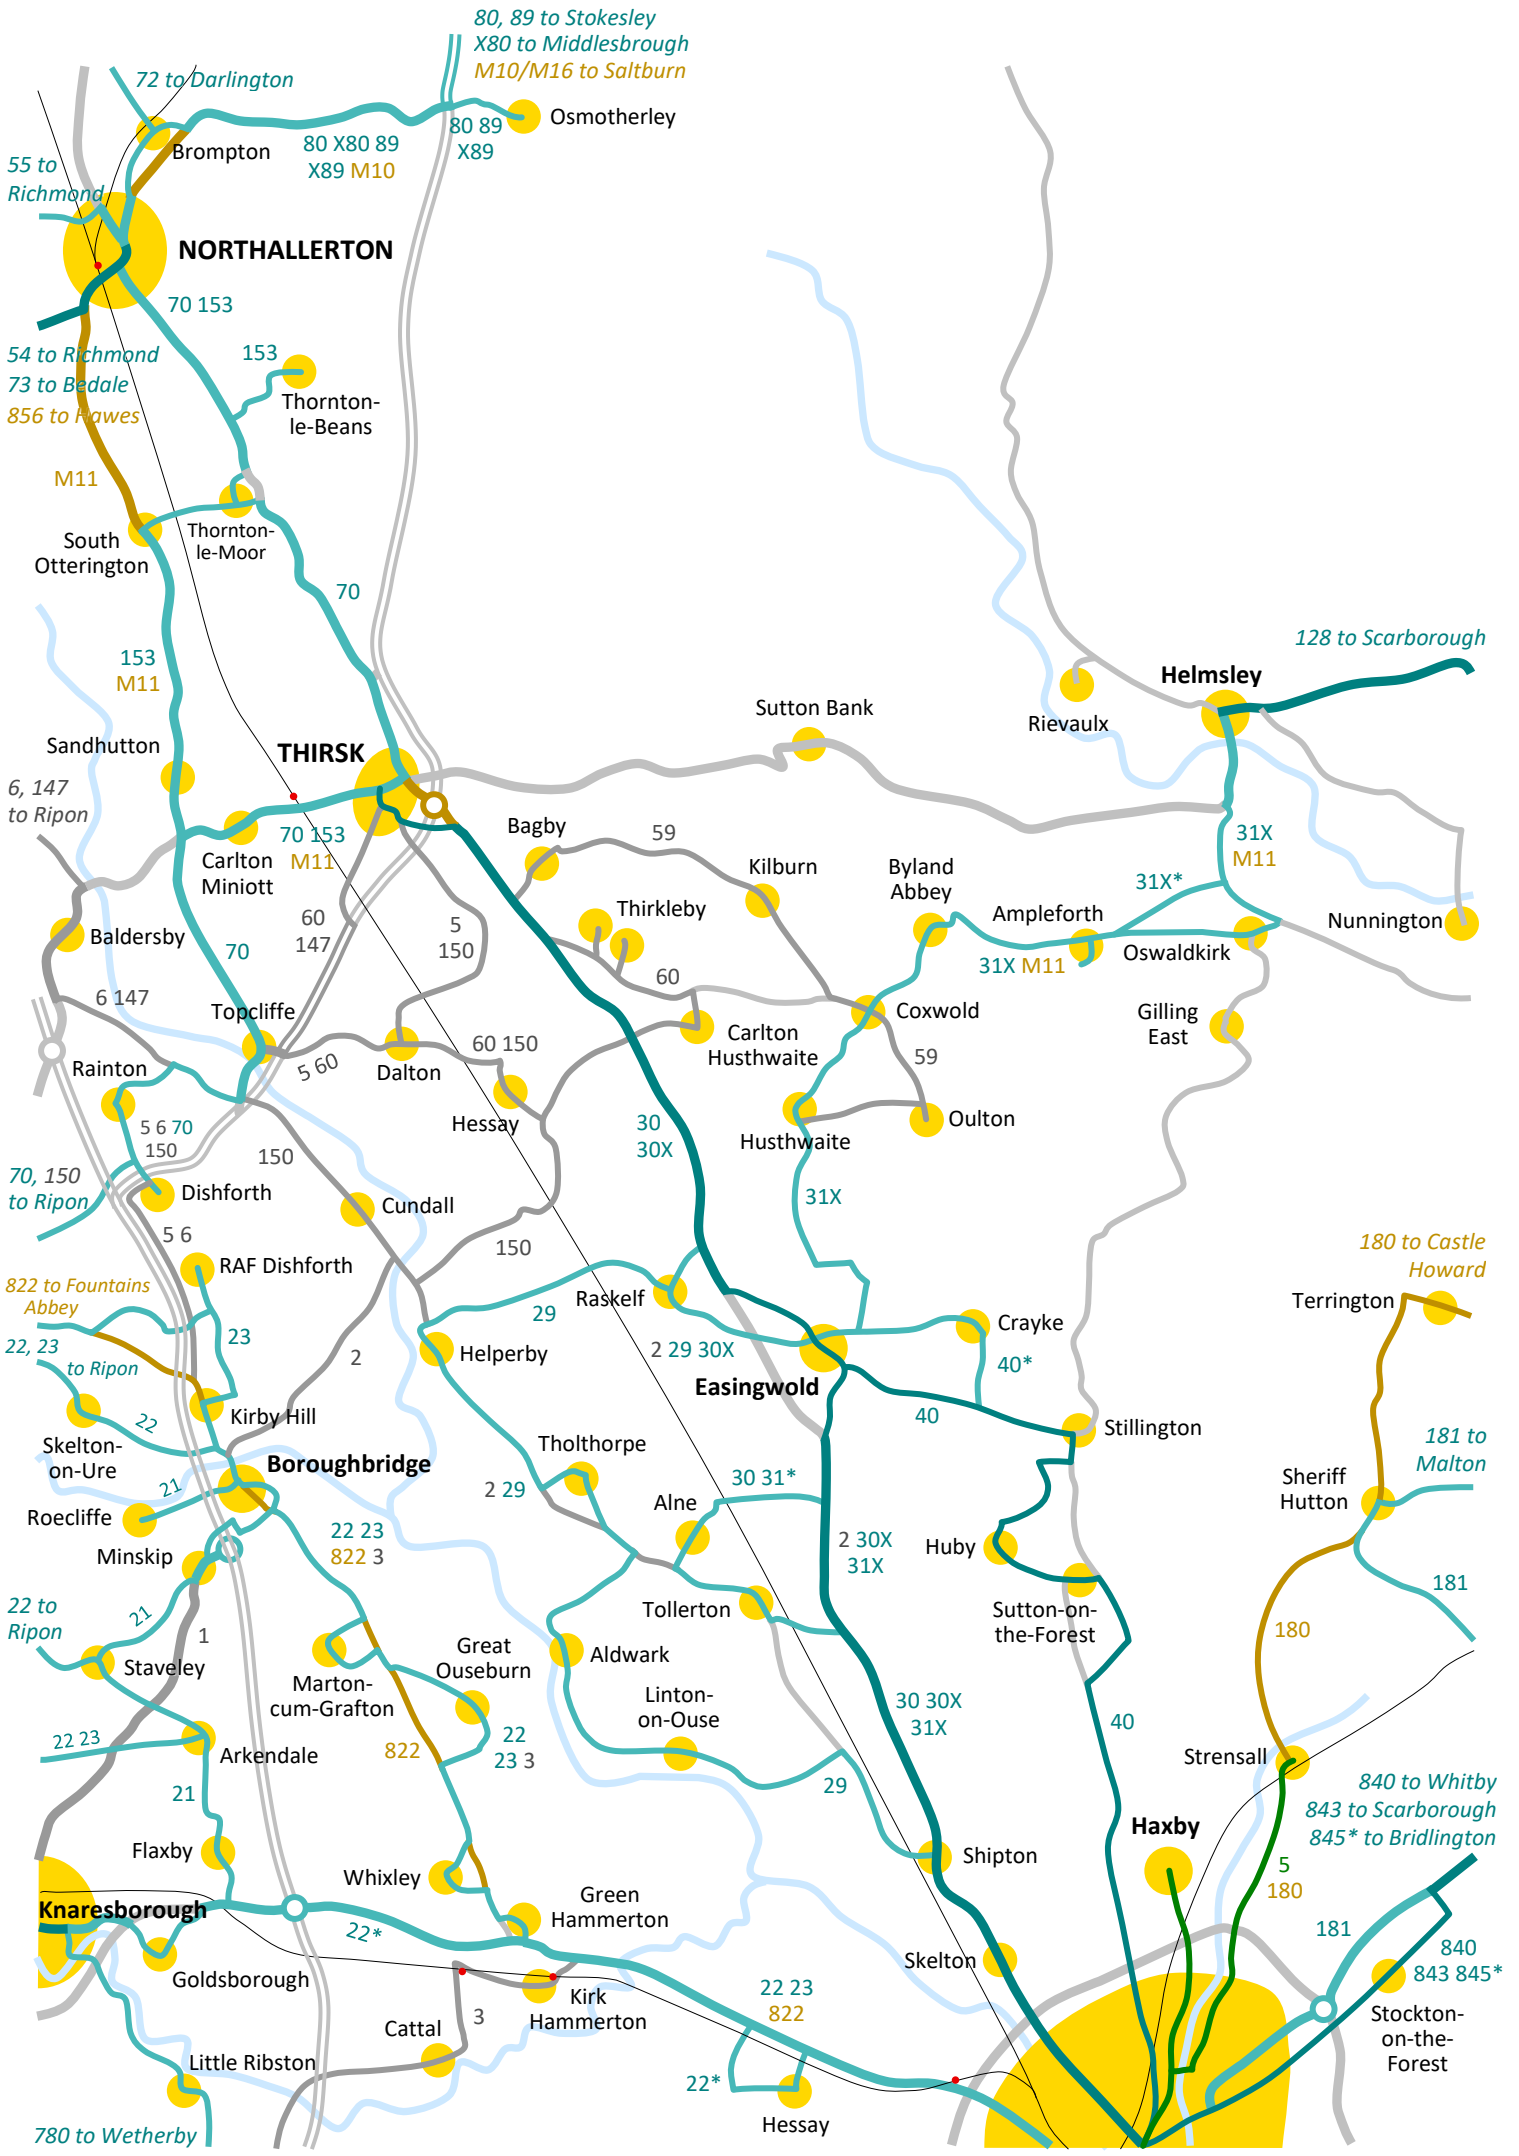 80, 89 to Stokesley
X80 to Middlesbrough
M10/M16 to Saltburn
72 to Darlington
80 X80 89
X89 M10
80 89
X89
Osmotherley
Brompton
55 to
Richmond
NORTHALLERTON
70 153
54 to Richmond
73 to Bedale
856 to Hawes
153
Thornton-
le-Beans
M11
South
Otterington
Thornton-
le-Moor
70
153
M11
128 to Scarborough
Helmsley
Rievaulx
Sutton Bank
Sandhutton
THIRSK
6, 147
to Ripon
Carlton
Miniott
70 153
M11
Bagby
59
Kilburn
Byland
Abbey
31X
M11
31X*
Ampleforth
31X M11
Oswaldkirk
Nunnington
Baldersby
70
60
147
5
150
Thirkleby
60
6 147
Topcliffe
Coxwold
Gilling
East
Rainton
5 60
Dalton
60 150
Carlton
Husthwaite
59
Hessay
Oulton
Husthwaite
5 6 70
150
30
30X
70, 150
to Ripon
150
Dishforth
Cundall
31X
5 6
150
RAF Dishforth
180 to Castle
Howard
822 to Fountains
Abbey
Raskelf
Terrington
29
Crayke
22, 23
to Ripon
23
2
Helperby
2 29 30X
40*
Easingwold
Kirby Hill
22
40
Stillington
Skelton-
on-Ure
Boroughbridge
Tholthorpe
181 to
Malton
21
2 29
30 31*
Sheriff
Hutton
Roecliffe
Alne
22 23
822 3
2 30X
31X
Huby
Minskip
181
22 to
Ripon
21
1
Tollerton
Sutton-on-
the-Forest
180
Staveley
Great
Ouseburn
Aldwark
Marton-
cum-Grafton
Linton-
on-Ouse
30 30X
31X
22 23
Arkendale
822
22
23 3
40
Strensall
21
29
840 to Whitby
843 to Scarborough
845* to Bridlington
Haxby
Flaxby
Whixley
Shipton
5
180
Knaresborough
22*
Green
Hammerton
181
840
843 845*
Goldsborough
Skelton
Kirk
Hammerton
22 23
822
3
Cattal
Stockton-
on-the-
Forest
Little Ribston
22*
Hessay
780 to Wetherby